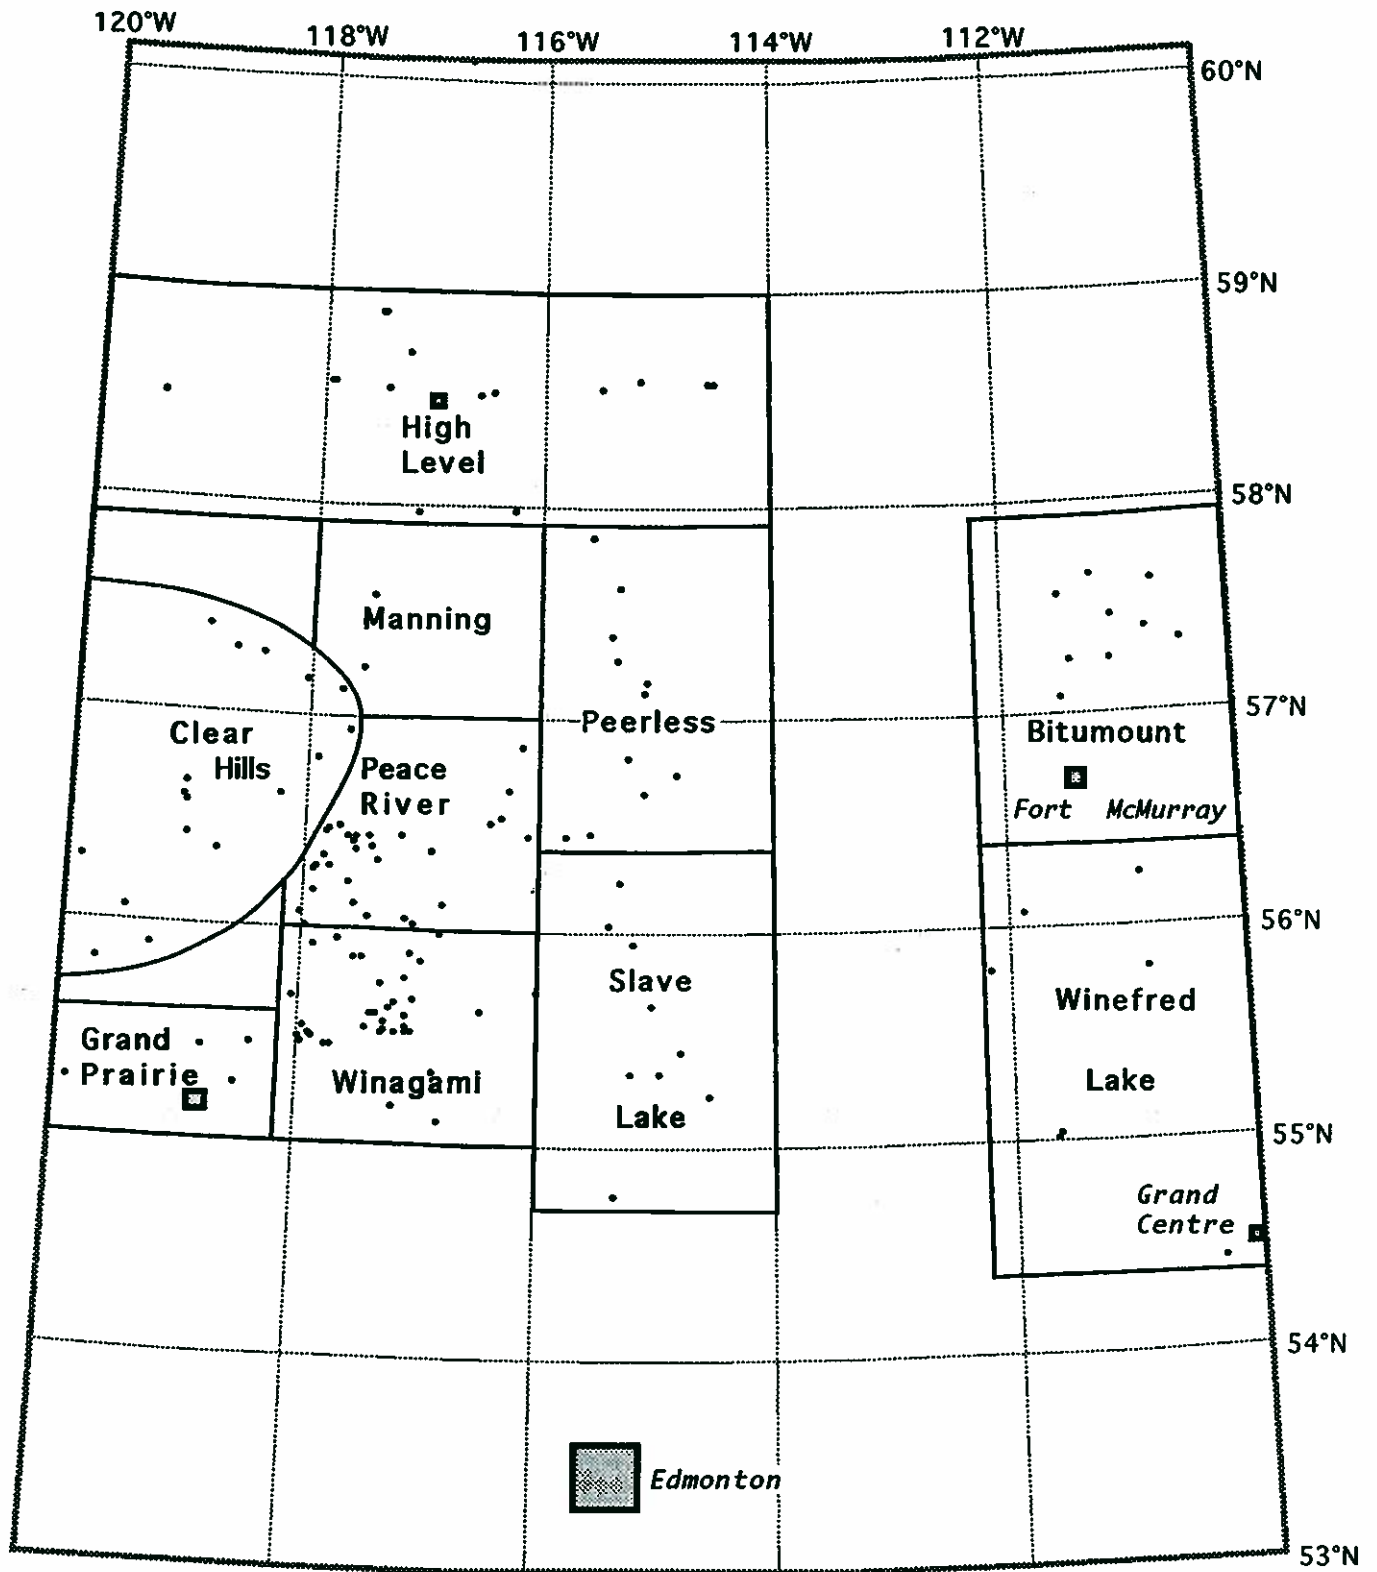 120°W
118°W
116°W
114°W
112°W
60°N
59°N
High
Level
58°N
Manning
57°N
Peerless
Clear
Hills
Bitumount
Peace
River
Fort McMurray
56°N
Slave
Winefred
Grand
Prairie
Winagami
Lake
Lake
55°N
Grand
Centre
54°N
Edmonton
53°N